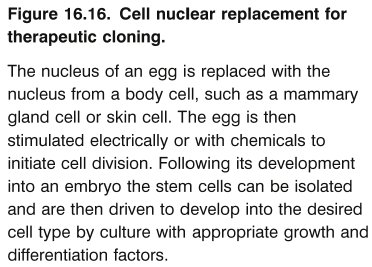 Figure 16.16. Cell nuclear replacement for
therapeutic cloning.
The nucleus of an egg is replaced with the
nucleus from a body cell, such as a mammary
gland cell or skin cell. The egg is then
stimulated electrically or with chemicals to
initiate cell division. Following its development
into an embryo the stem cells can be isolated
and are then driven to develop into the desired
cell type by culture with appropriate growth and
differentiation factors.